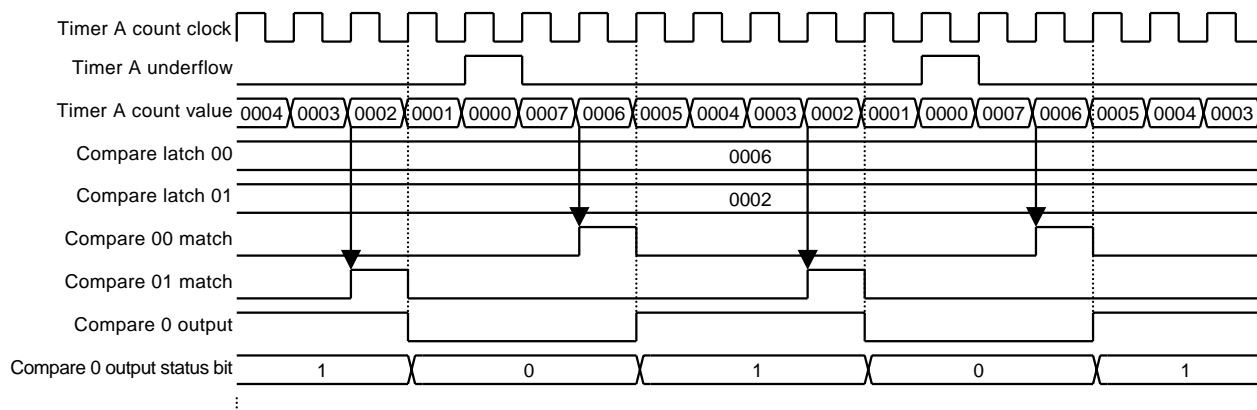 Timer A count clock
Timer A underflow
Timer A count value 0004 0003 0002 0001 0000 0007 0006 0005 0004 0003 0002 0001 0000 0007 0006 0005 0004 0003
Compare latch 00 0006
Compare latch 01 0002
Compare 00 match
Compare 01 match
Compare 0 output
Compare 0 output status bit 1 0 1 0 1